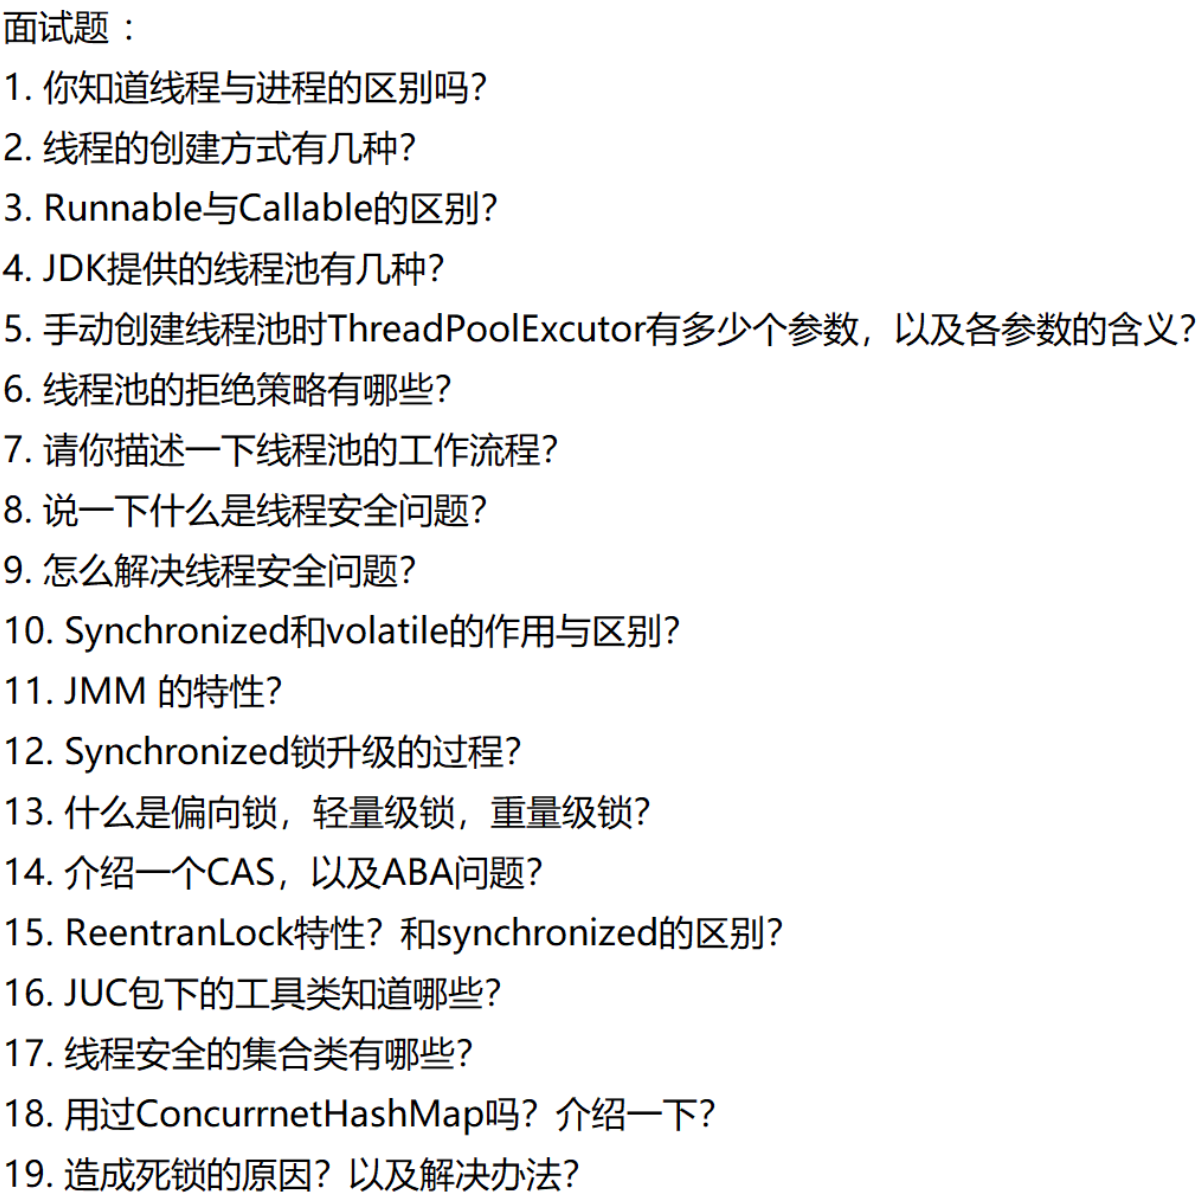 面试题 ：
1. 你知道线程与进程的区别吗？
2. 线程的创建方式有几种？
3. Runnable与Callable的区别？
4. JDK提供的线程池有几种？
5. 手动创建线程池时ThreadPoolExcutor有多少个参数，以及各参数的含义？
6. 线程池的拒绝策略有哪些？
7. 请你描述一下线程池的工作流程？
8. 说一下什么是线程安全问题？
9. 怎么解决线程安全问题？
10. Synchronized和volatile的作用与区别？
11. JMM 的特性？
12. Synchronized锁升级的过程？
13. 什么是偏向锁，轻量级锁，重量级锁？
14. 介绍一个CAS，以及ABA问题？
15. ReentranLock特性？和synchronized的区别？
16. JUC包下的工具类知道哪些？
17. 线程安全的集合类有哪些？
18. 用过ConcurrnetHashMap吗？介绍一下？
19. 造成死锁的原因？以及解决办法？